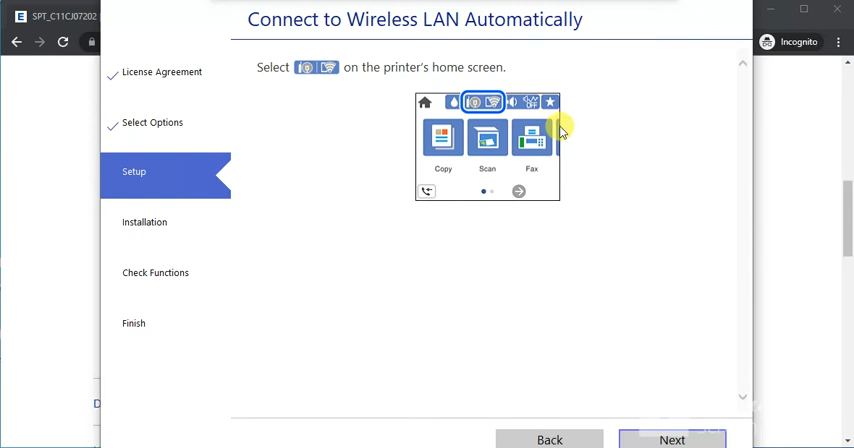 Connect to Wireless LAN Automatically
SPT_C11CJ07202
Incognito
License Agreement
Select Options
Setup
Installation
Check Functions
Finish
Select on the printer's home screen.
OFF
Copy
Scan
Fax
Back
Next